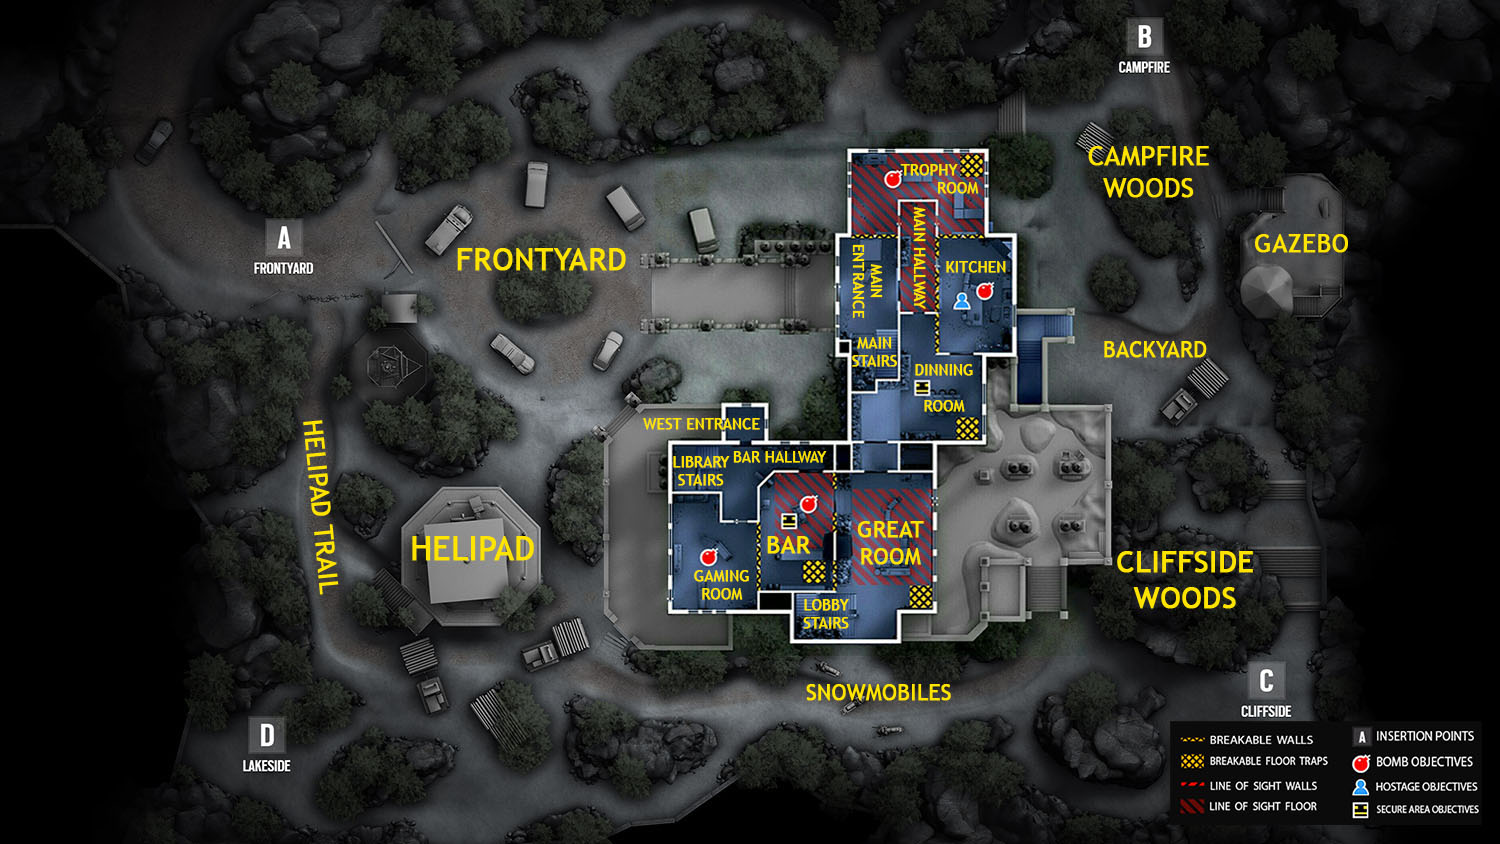 B
CAMPFIRE
CAMPFIRE
WOODS
TROPHY
ROOM
A
FRONTYARD
FRONTYARD
MAIN HALLWAY
MAIN
ENTRANCE
KITCHEN
GAZEBO
MAIN
STAIRS
BACKYARD
DINNING
ROOM
WEST ENTRANCE
BAR HALLWAY
LIBRARY
STAIRS
HELIPAD TRAIL
HELIPAD
BAR
GREAT
ROOM
GAMING
ROOM
LOBBY
STAIRS
CLIFFSIDE
WOODS
SNOWMOBILES
C
CLIFFSIDE
D
LAKESIDE
BREAKABLE WALLS
BREAKABLE FLOOR TRAPS
LINE OF SIGHT WALLS
LINE OF SIGHT FLOOR
A INSERTION POINTS
BOMB OBJECTIVES
HOSTAGE OBJECTIVES
SECURE AREA OBJECTIVES